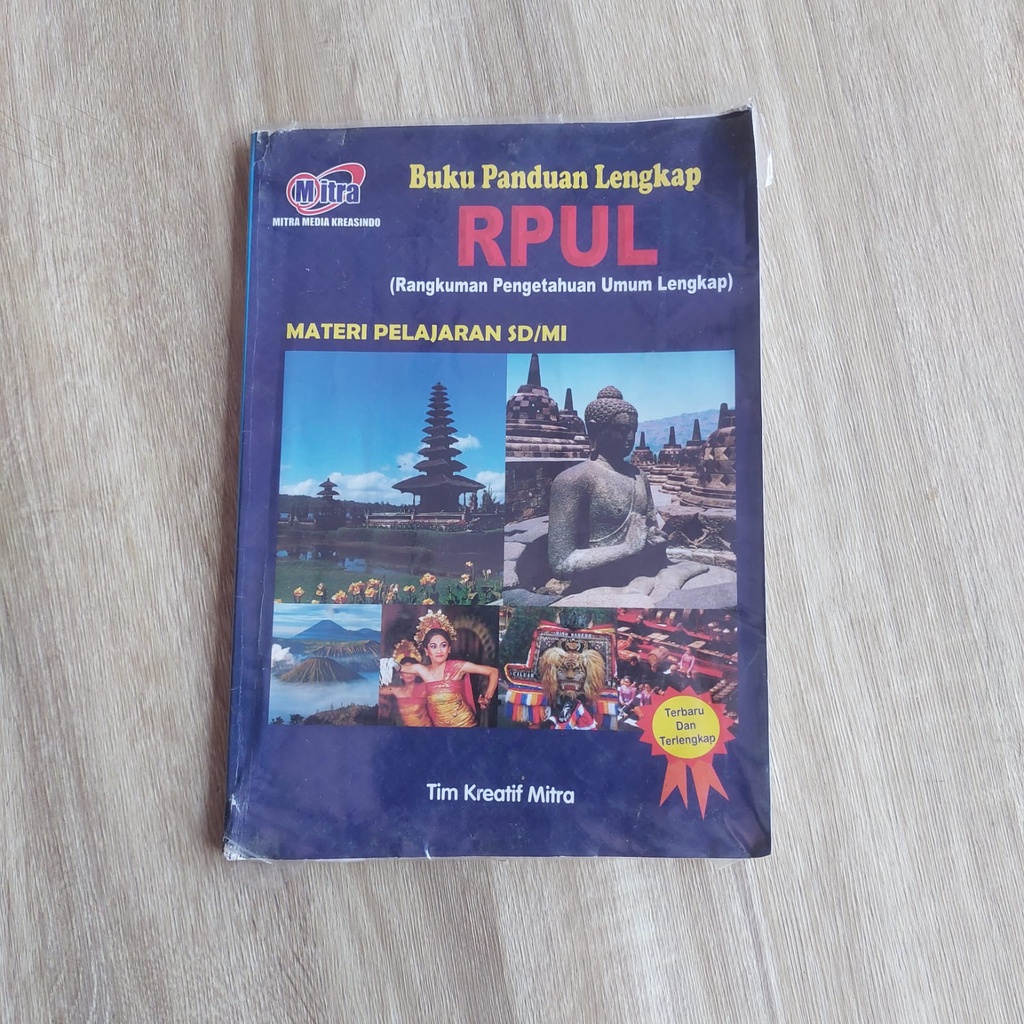 Mitra
MITRA MEDIA KREASINDO
Buku Panduan Lengkap
RPUL
(Rangkuman Pengetahuan Umum Lengkap)
MATERI PELAJARAN SD/MI
Terbaru
Dan
Terlengkap
Tim Kreatif Mitra